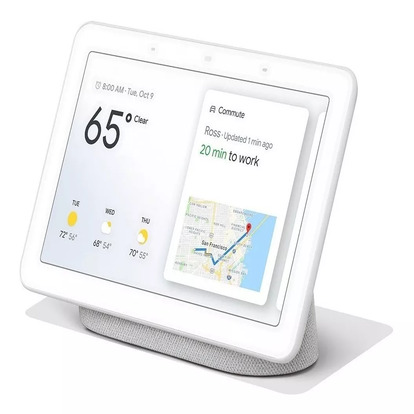 8:00 AM · Tue, Oct 9
65° Clear
TUE
72° 56°
WED
68° 54°
THU
70° 55°
Commute
Ross · Updated 1 min ago
20 min to work
San Francisco